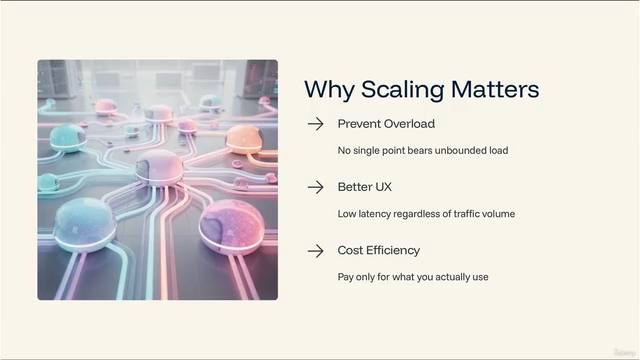 Why Scaling Matters
Prevent Overload
No single point bears unbounded load
Better UX
Low latency regardless of traffic volume
Cost Efficiency
Pay only for what you actually use